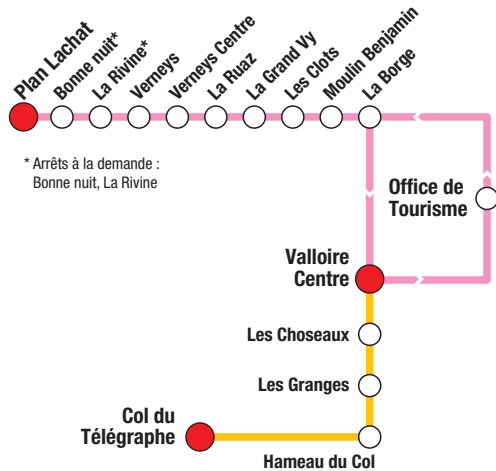 Plan Lachat
Bonne nuit*
La Rivine*
Verneys
Verneys Centre
La Ruaz
La Grand Vy
Les Clots
Moulin Benjamin
La Borge
* Arrêts à la demande :
Bonne nuit, La Rivine
Office de
Tourisme
Valloire
Centre
Les Choseaux
Les Granges
Col du
Télégraphe
Hameau du Col